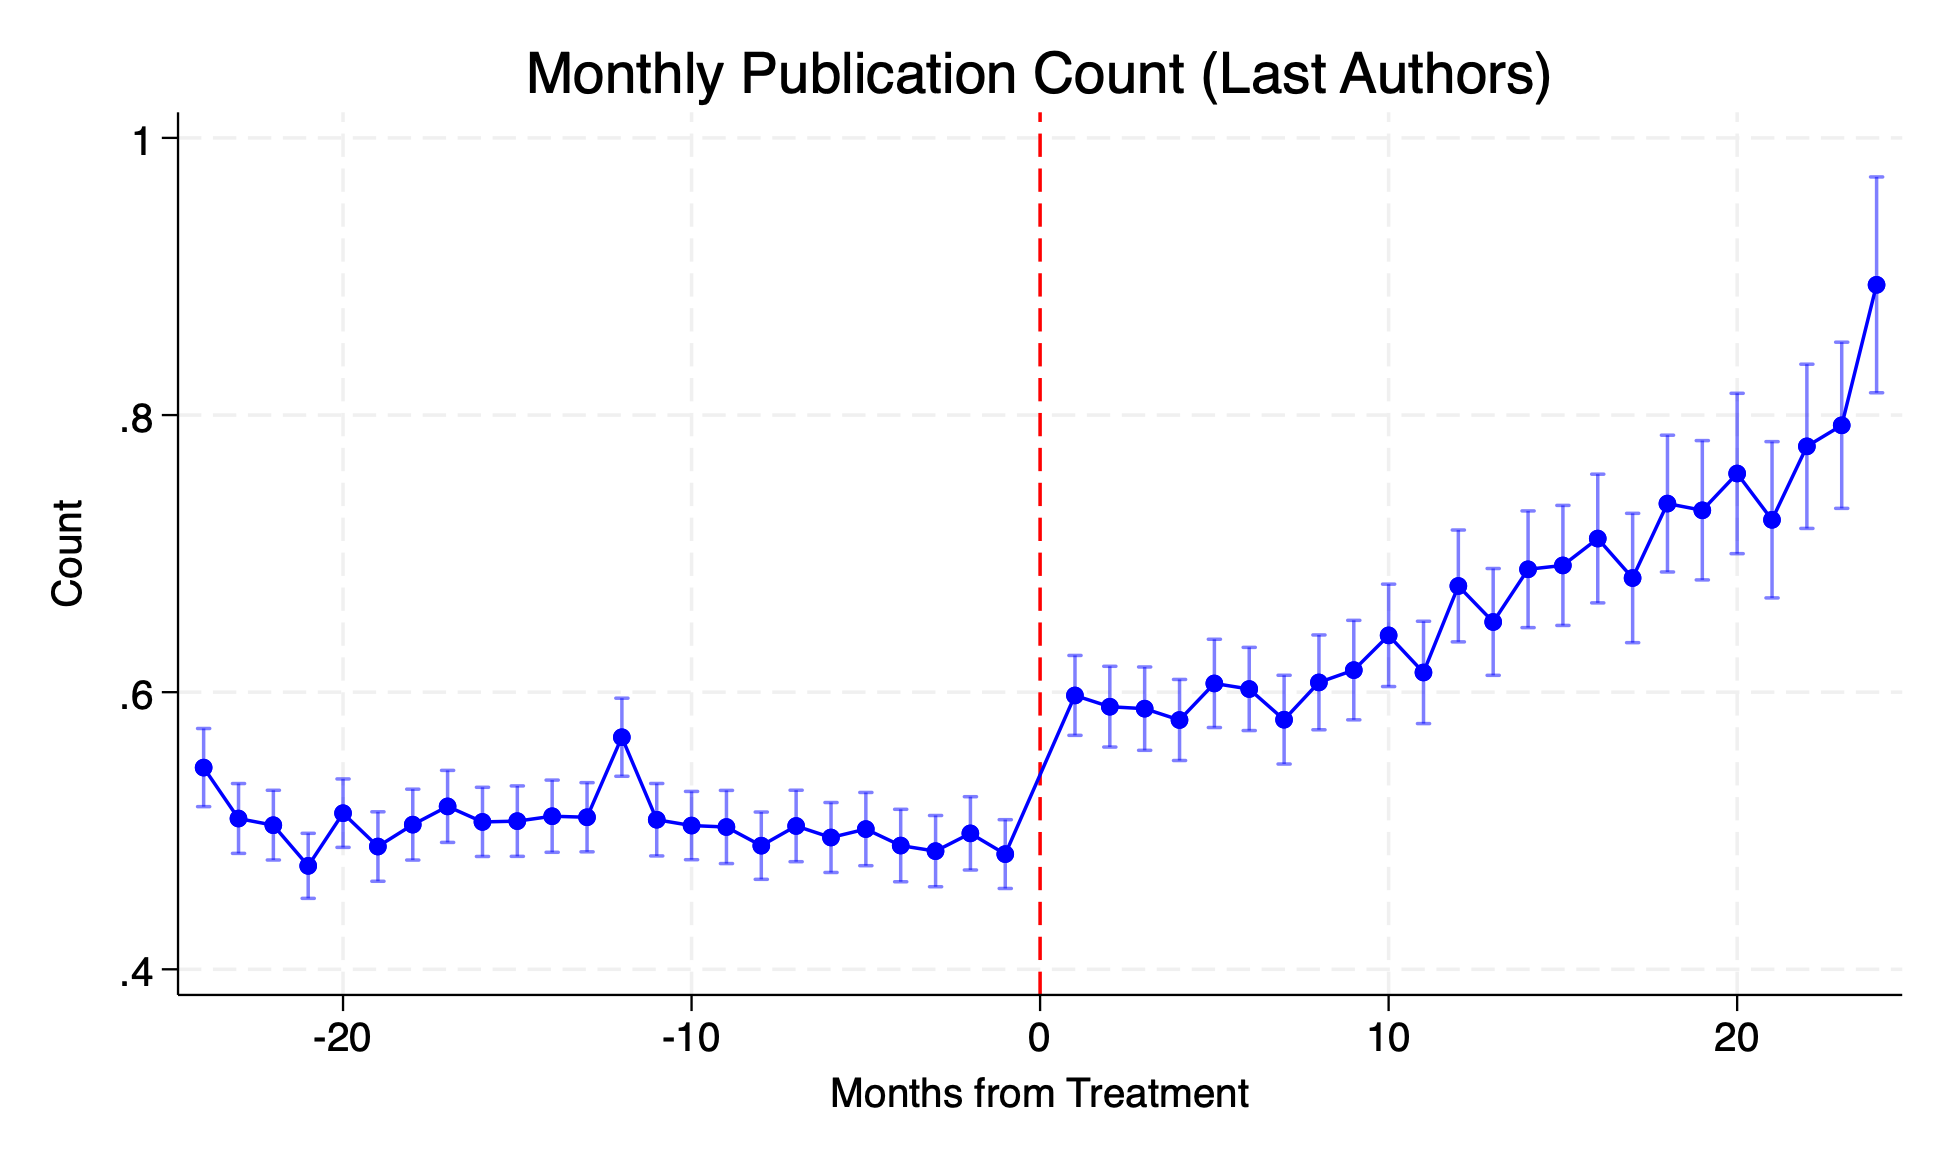 Monthly Publication Count (Last Authors)
1
.8
.6
.4
Count
-20 -10 0 10 20
Months from Treatment